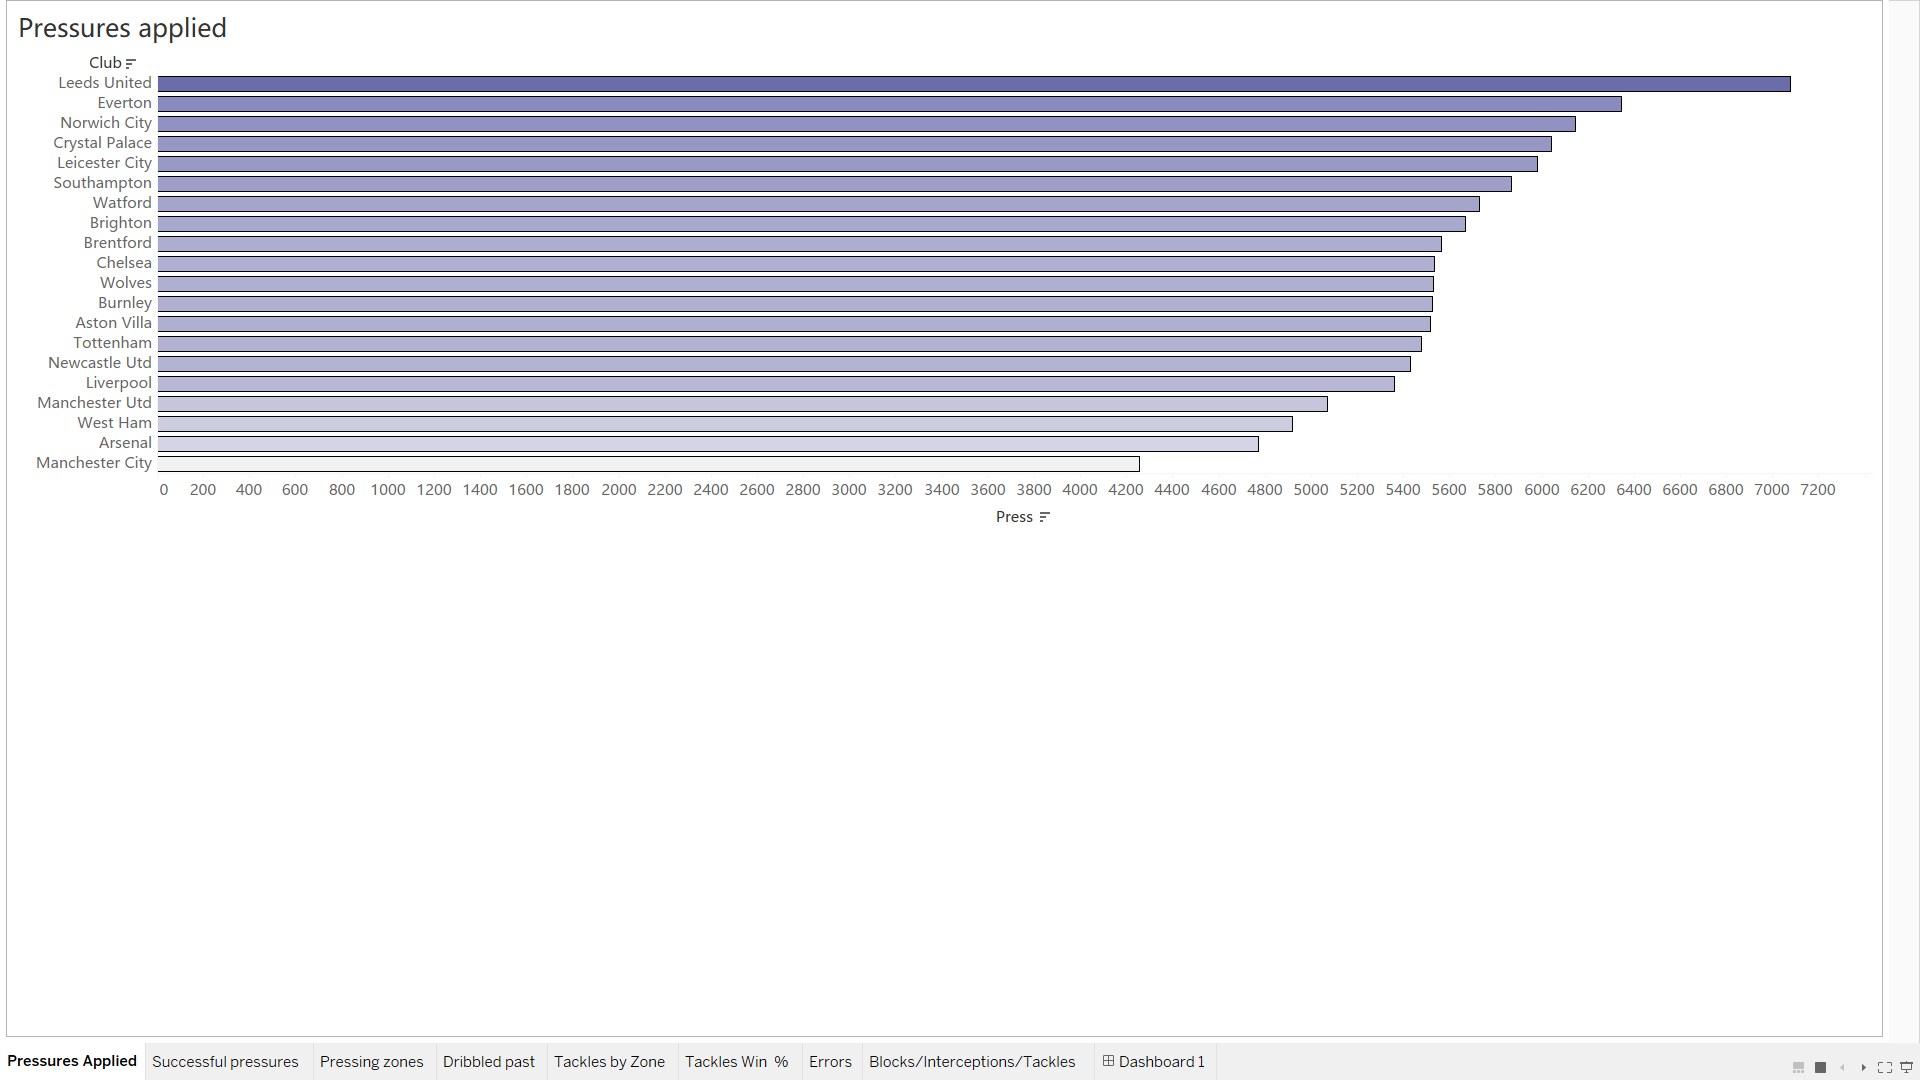 Pressures applied
Club
Leeds United
Everton
Norwich City
Crystal Palace
Leicester City
Southampton
Watford
Brighton
Brentford
Chelsea
Wolves
Burnley
Aston Villa
Tottenham
Newcastle Utd
Liverpool
Manchester Utd
West Ham
Arsenal
Manchester City
0 200 400 600 800 1000 1200 1400 1600 1800 2000 2200 2400 2600 2800 3000 3200 3400 3600 3800 4000 4200 4400 4600 4800 5000 5200 5400 5600 5800 6000 6200 6400 6600 6800 7000 7200
Press
Pressures Applied Successful pressures Pressing zones Dribbled past Tackles by Zone Tackles Win % Errors Blocks/Interceptions/Tackles Dashboard 1